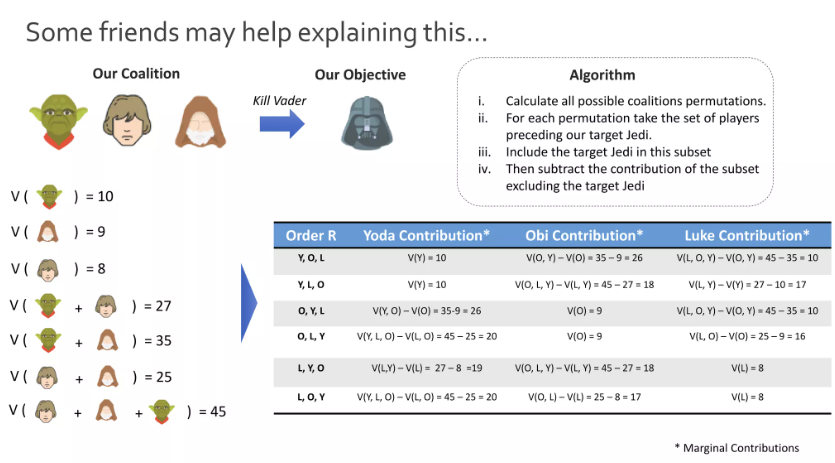 Some friends may help explaining this...
Our Coalition
Our Objective
Kill Vader
Algorithm
i. Calculate all possible coalitions permutations.
ii. For each permutation take the set of players
preceding our target Jedi.
iii. Include the target Jedi in this subset
iv. Then subtract the contribution of the subset
excluding the target Jedi
V ( ) = 10
V ( ) = 9
V ( ) = 8
V ( + ) = 27
V ( + ) = 35
V ( + ) = 25
V ( + + ) = 45
Order R Yoda Contribution* Obi Contribution* Luke Contribution*
Y, O, L V(Y) = 10 V(O, Y) – V(O) = 35 – 9 = 26 V(L, O, Y) – V(O, Y) = 45 – 35 = 10
Y, L, O V(Y) = 10 V(O, L, Y) – V(L, Y) = 45 – 27 = 18 V(L, Y) – V(Y) = 27 – 10 = 17
O, Y, L V(Y, O) – V(O) = 35-9 = 26 V(O) = 9 V(L, O, Y) – V(O, Y) = 45 – 35 = 10
O, L, Y V(Y, L, O) – V(L, O) = 45 – 25 = 20 V(O) = 9 V(L, O) – V(O) = 25 – 9 = 16
L, Y, O V(L,Y) – V(L) = 27 – 8 =19 V(O, L, Y) – V(L, Y) = 45 – 27 = 18 V(L) = 8
L, O, Y V(Y, L, O) – V(L, O) = 45 – 25 = 20 V(O, L) – V(L) = 25 – 8 = 17 V(L) = 8
* Marginal Contributions